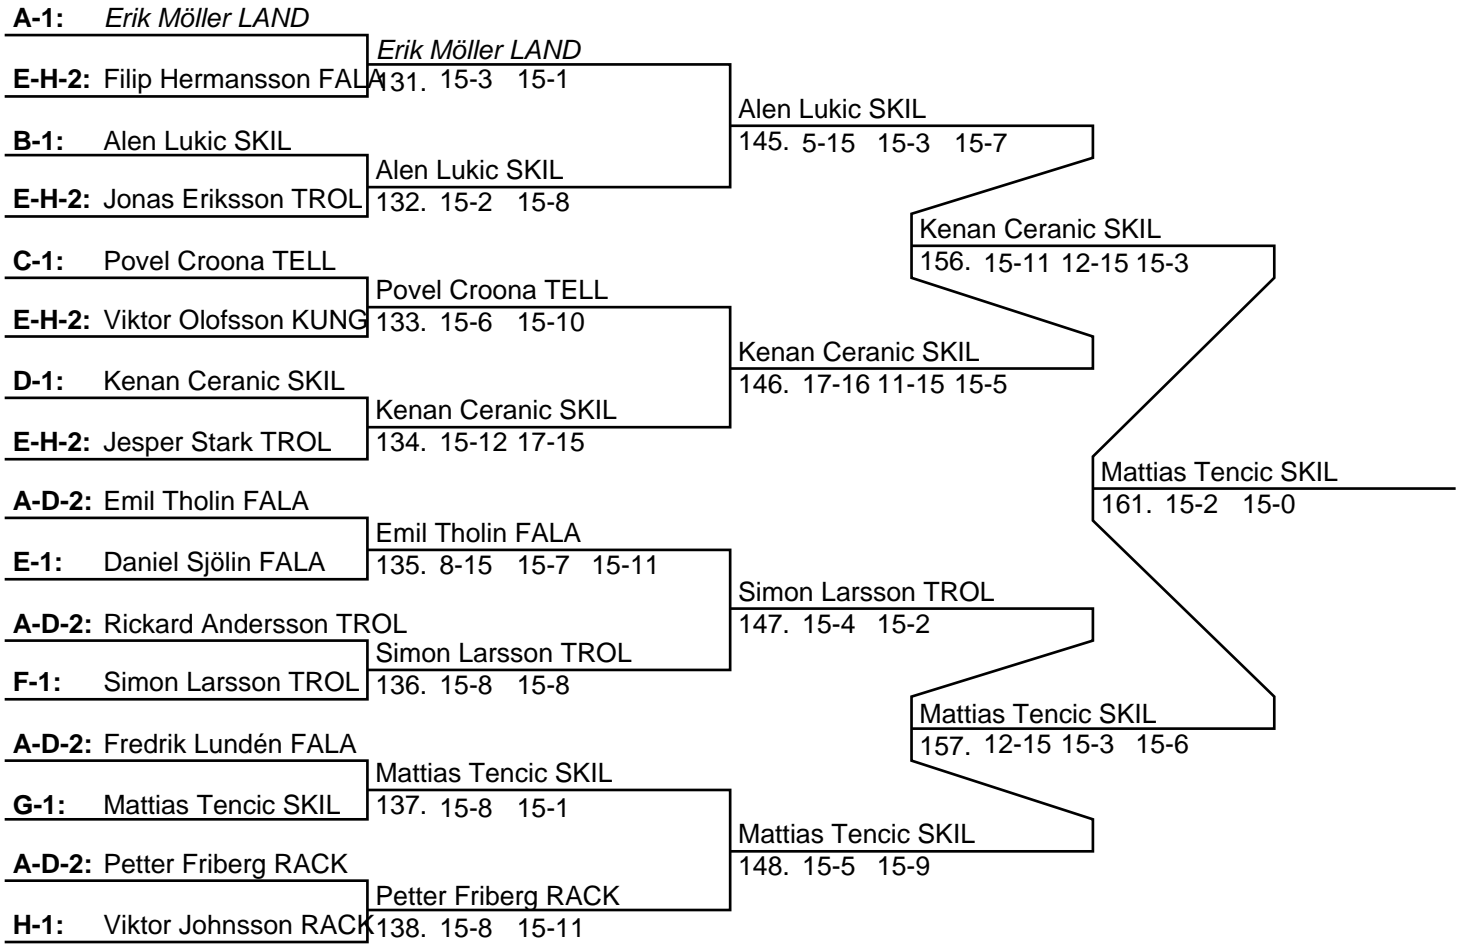 A-1: Erik Möller LAND
Erik Möller LAND
E-H-2: Filip Hermansson FALA
131. 15-3 15-1
Alen Lukic SKIL
B-1: Alen Lukic SKIL
145. 5-15 15-3 15-7
Alen Lukic SKIL
E-H-2: Jonas Eriksson TROL
132. 15-2 15-8
Kenan Ceranic SKIL
C-1: Povel Croona TELL
156. 15-11 12-15 15-3
Povel Croona TELL
E-H-2: Viktor Olofsson KUNG
133. 15-6 15-10
Kenan Ceranic SKIL
D-1: Kenan Ceranic SKIL
146. 17-16 11-15 15-5
Kenan Ceranic SKIL
E-H-2: Jesper Stark TROL
134. 15-12 17-15
Mattias Tencic SKIL
A-D-2: Emil Tholin FALA
161. 15-2 15-0
Emil Tholin FALA
E-1: Daniel Sjölin FALA
135. 8-15 15-7 15-11
Simon Larsson TROL
A-D-2: Rickard Andersson TROL
147. 15-4 15-2
Simon Larsson TROL
F-1: Simon Larsson TROL
136. 15-8 15-8
Mattias Tencic SKIL
A-D-2: Fredrik Lundén FALA
157. 12-15 15-3 15-6
Mattias Tencic SKIL
G-1: Mattias Tencic SKIL
137. 15-8 15-1
Mattias Tencic SKIL
A-D-2: Petter Friberg RACK
148. 15-5 15-9
Petter Friberg RACK
H-1: Viktor Johnsson RACK
138. 15-8 15-11